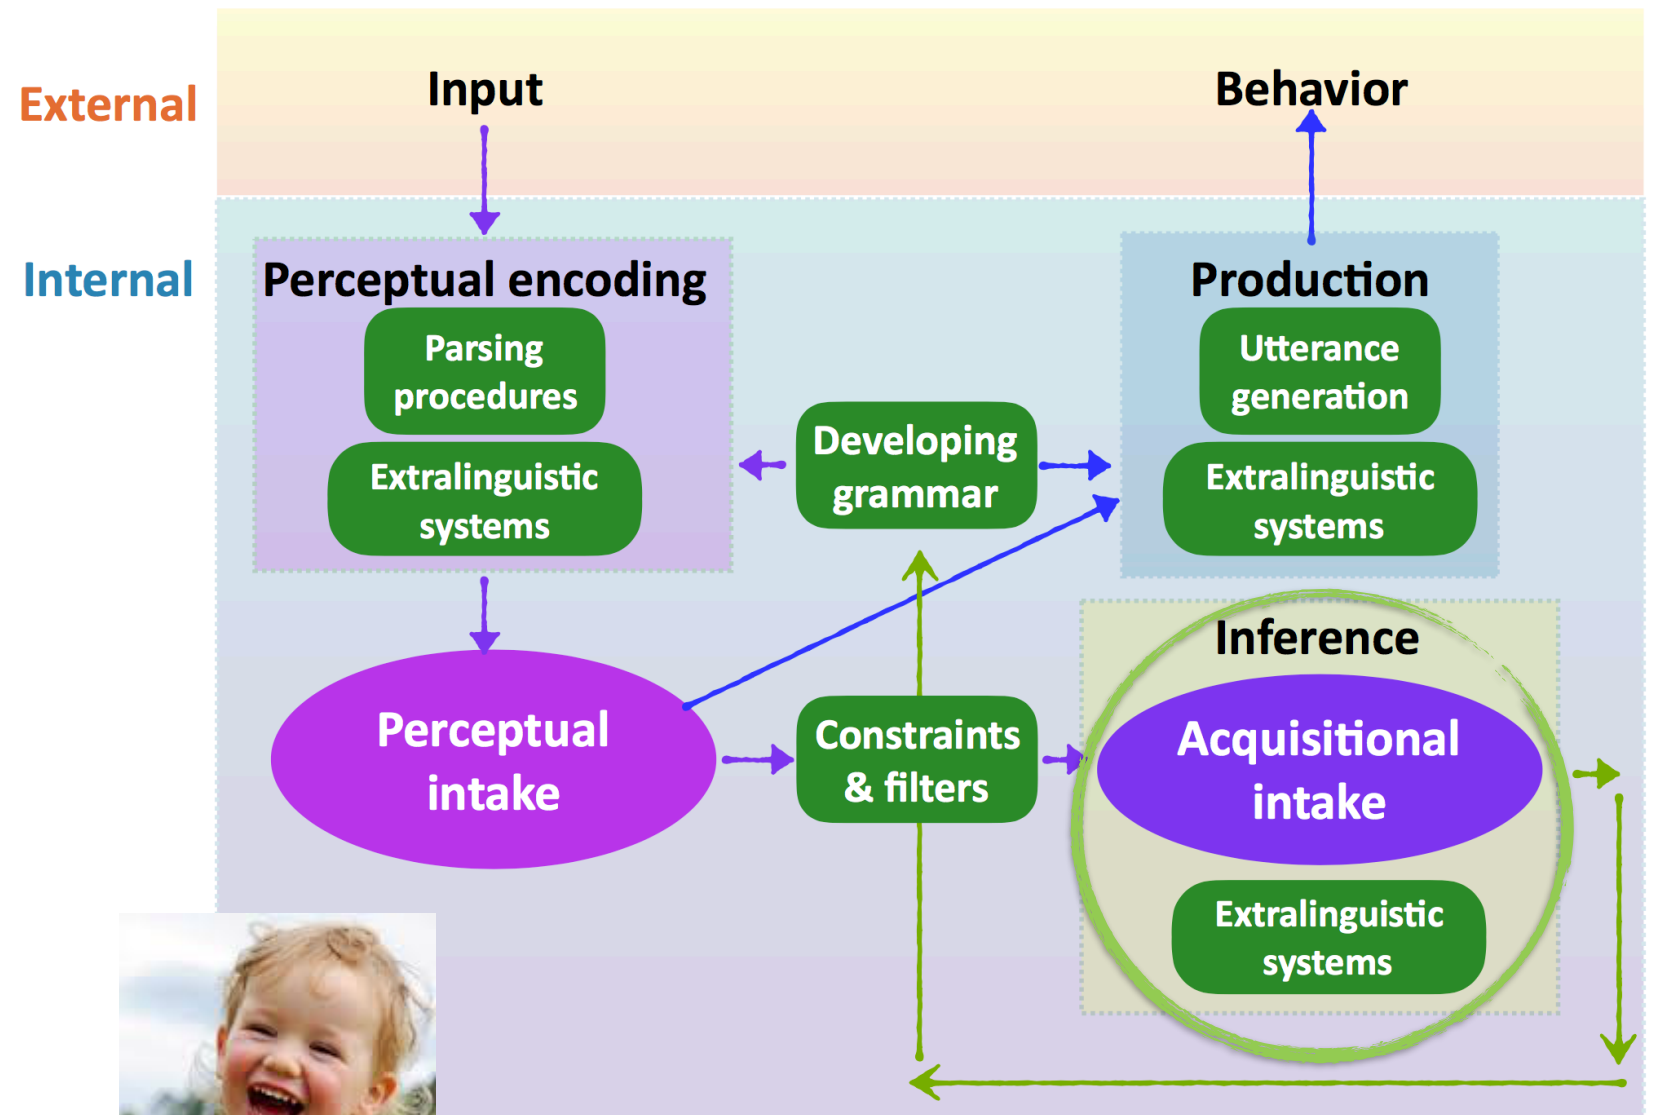 External
Input
Behavior
Internal
Perceptual encoding
Parsing
procedures
Extralinguistic
systems
Developing
grammar
Production
Utterance
generation
Extralinguistic
systems
Perceptual
intake
Constraints
& filters
Inference
Acquisitional
intake
Extralinguistic
systems